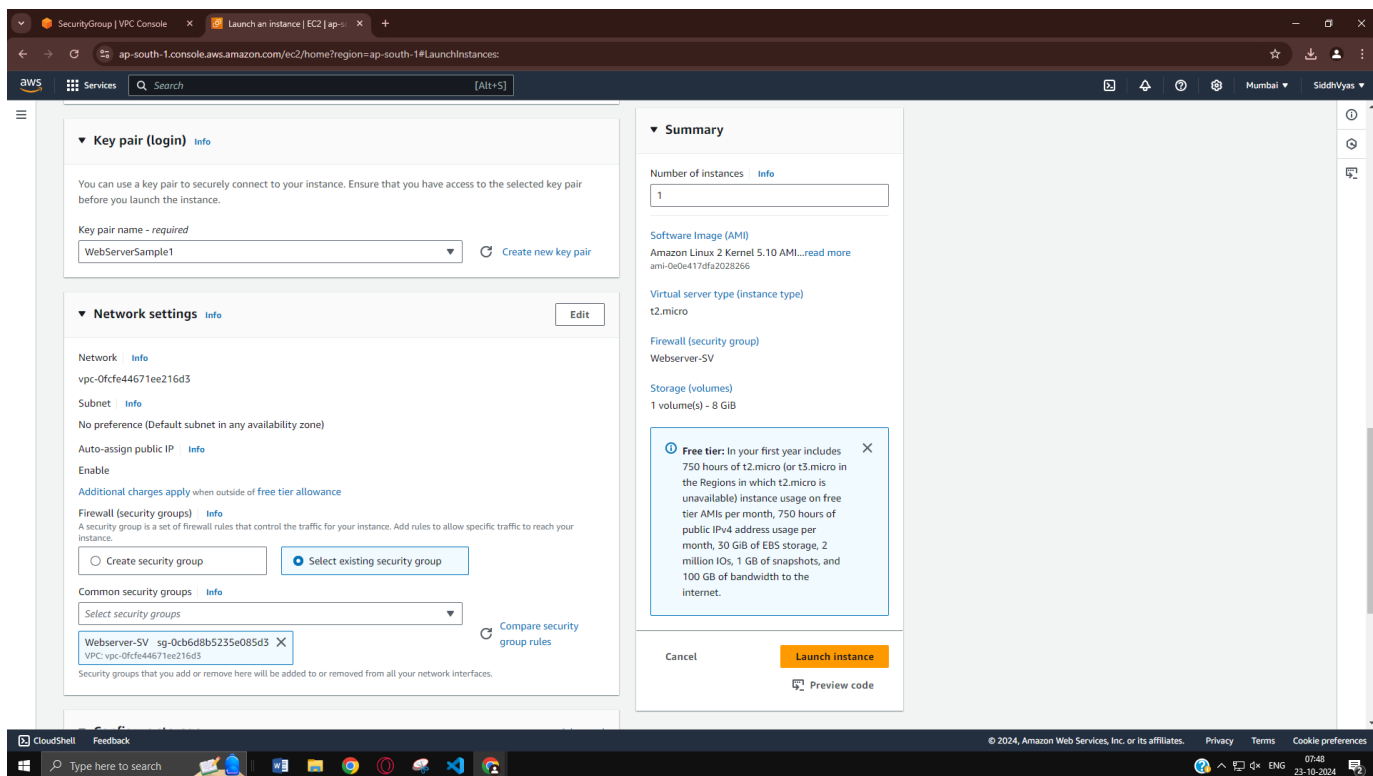 SecurityGroup | VPC Console
Launch an instance | EC2 | ap-so
ap-south-1.console.aws.amazon.com/ec2/home?region=ap-south-1#LaunchInstances:
aws
Services
Search
[Alt+S]
Mumbai
SiddhVyas
Key pair (login) Info
You can use a key pair to securely connect to your instance. Ensure that you have access to the selected key pair
before you launch the instance.
Key pair name - required
WebServerSample1
Create new key pair
Network settings Info
Edit
Network Info
vpc-0fcfe44671ee216d3
Subnet Info
No preference (Default subnet in any availability zone)
Auto-assign public IP Info
Enable
Additional charges apply when outside of free tier allowance
Firewall (security groups) Info
A security group is a set of firewall rules that control the traffic for your instance. Add rules to allow specific traffic to reach your
instance.
Create security group
Select existing security group
Common security groups Info
Select security groups
Compare security
group rules
Webserver-SV sg-0cb6d8b5235e085d3
VPC: vpc-0fcfe44671ee216d3
Security groups that you add or remove here will be added to or removed from all your network interfaces.
Summary
Number of instances Info
1
Software Image (AMI)
Amazon Linux 2 Kernel 5.10 AMI...read more
ami-0e0e417dfa2028266
Virtual server type (instance type)
t2.micro
Firewall (security group)
Webserver-SV
Storage (volumes)
1 volume(s) - 8 GiB
Free tier: In your first year includes
750 hours of t2.micro (or t3.micro in
the Regions in which t2.micro is
unavailable) instance usage on free
tier AMIs per month, 750 hours of
public IPv4 address usage per
month, 30 GiB of EBS storage, 2
million IOs, 1 GB of snapshots, and
100 GB of bandwidth to the
internet.
Cancel
Launch instance
Preview code
CloudShell
Feedback
© 2024, Amazon Web Services, Inc. or its affiliates.
Privacy
Terms
Cookie preferences
Type here to search
ENG
07:48
23-10-2024